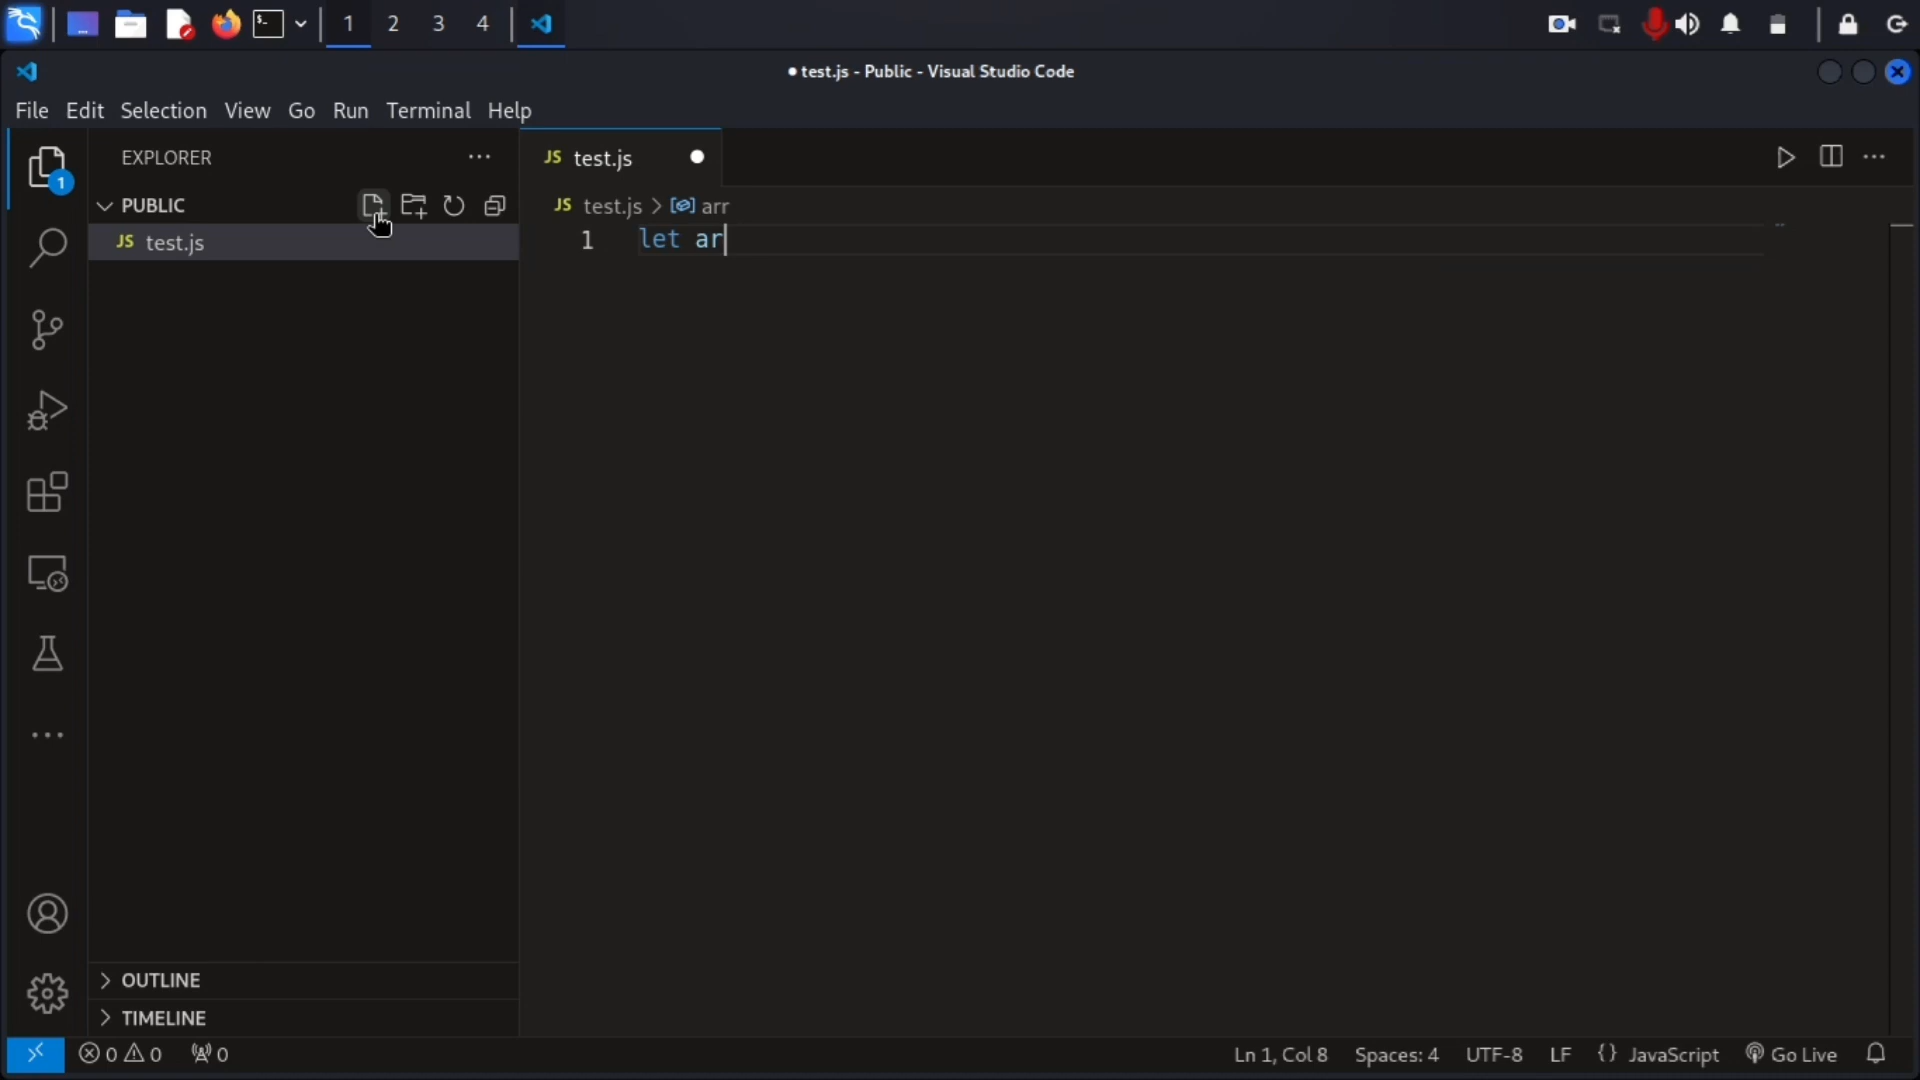 1 2 3 4
test.js - Public - Visual Studio Code
File Edit Selection View Go Run Terminal Help
EXPLORER
JS test.js
1
PUBLIC
JS test.js > arr
JS test.js
1 let ar
OUTLINE
TIMELINE
0 0 0
Ln 1, Col 8 Spaces: 4 UTF-8 LF {} JavaScript Go Live